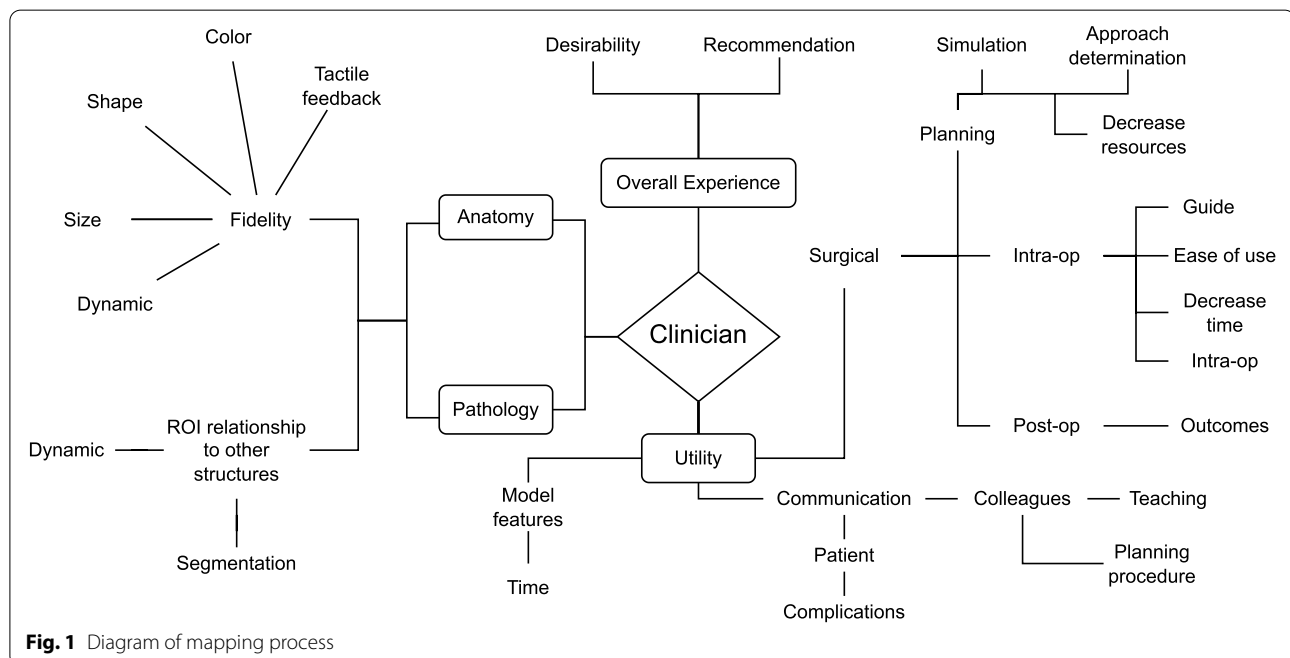 Color
Desirability
Recommendation
Simulation
Approach
determination
Shape
Tactile
feedback
Planning
Decrease
resources
Overall Experience
Size
Fidelity
Anatomy
Guide
Surgical
Intra-op
Ease of use
Dynamic
Decrease
time
Clinician
Intra-op
Pathology
Dynamic
ROI relationship
to other
structures
Post-op
Outcomes
Utility
Model
features
Communication
Colleagues
Teaching
Segmentation
Patient
Planning
procedure
Time
Complications
Fig. 1 Diagram of mapping process